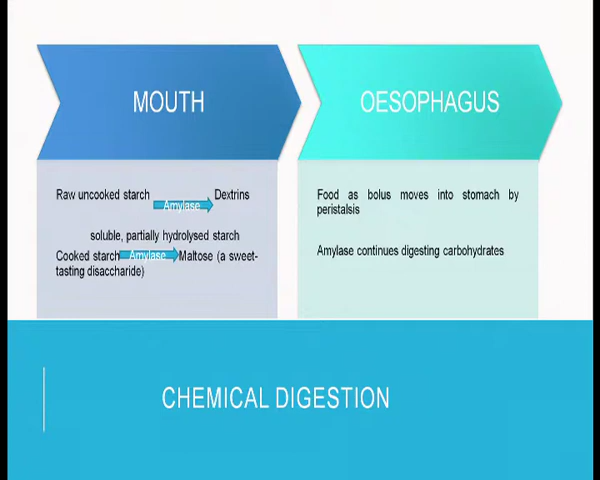 MOUTH
OESOPHAGUS
Raw uncooked starch Amylase Dextrins
soluble, partially hydrolysed starch
Cooked starch Amylase Maltose (a sweet-
tasting disaccharide)
Food as bolus moves into stomach by
peristalsis
Amylase continues digesting carbohydrates
CHEMICAL DIGESTION